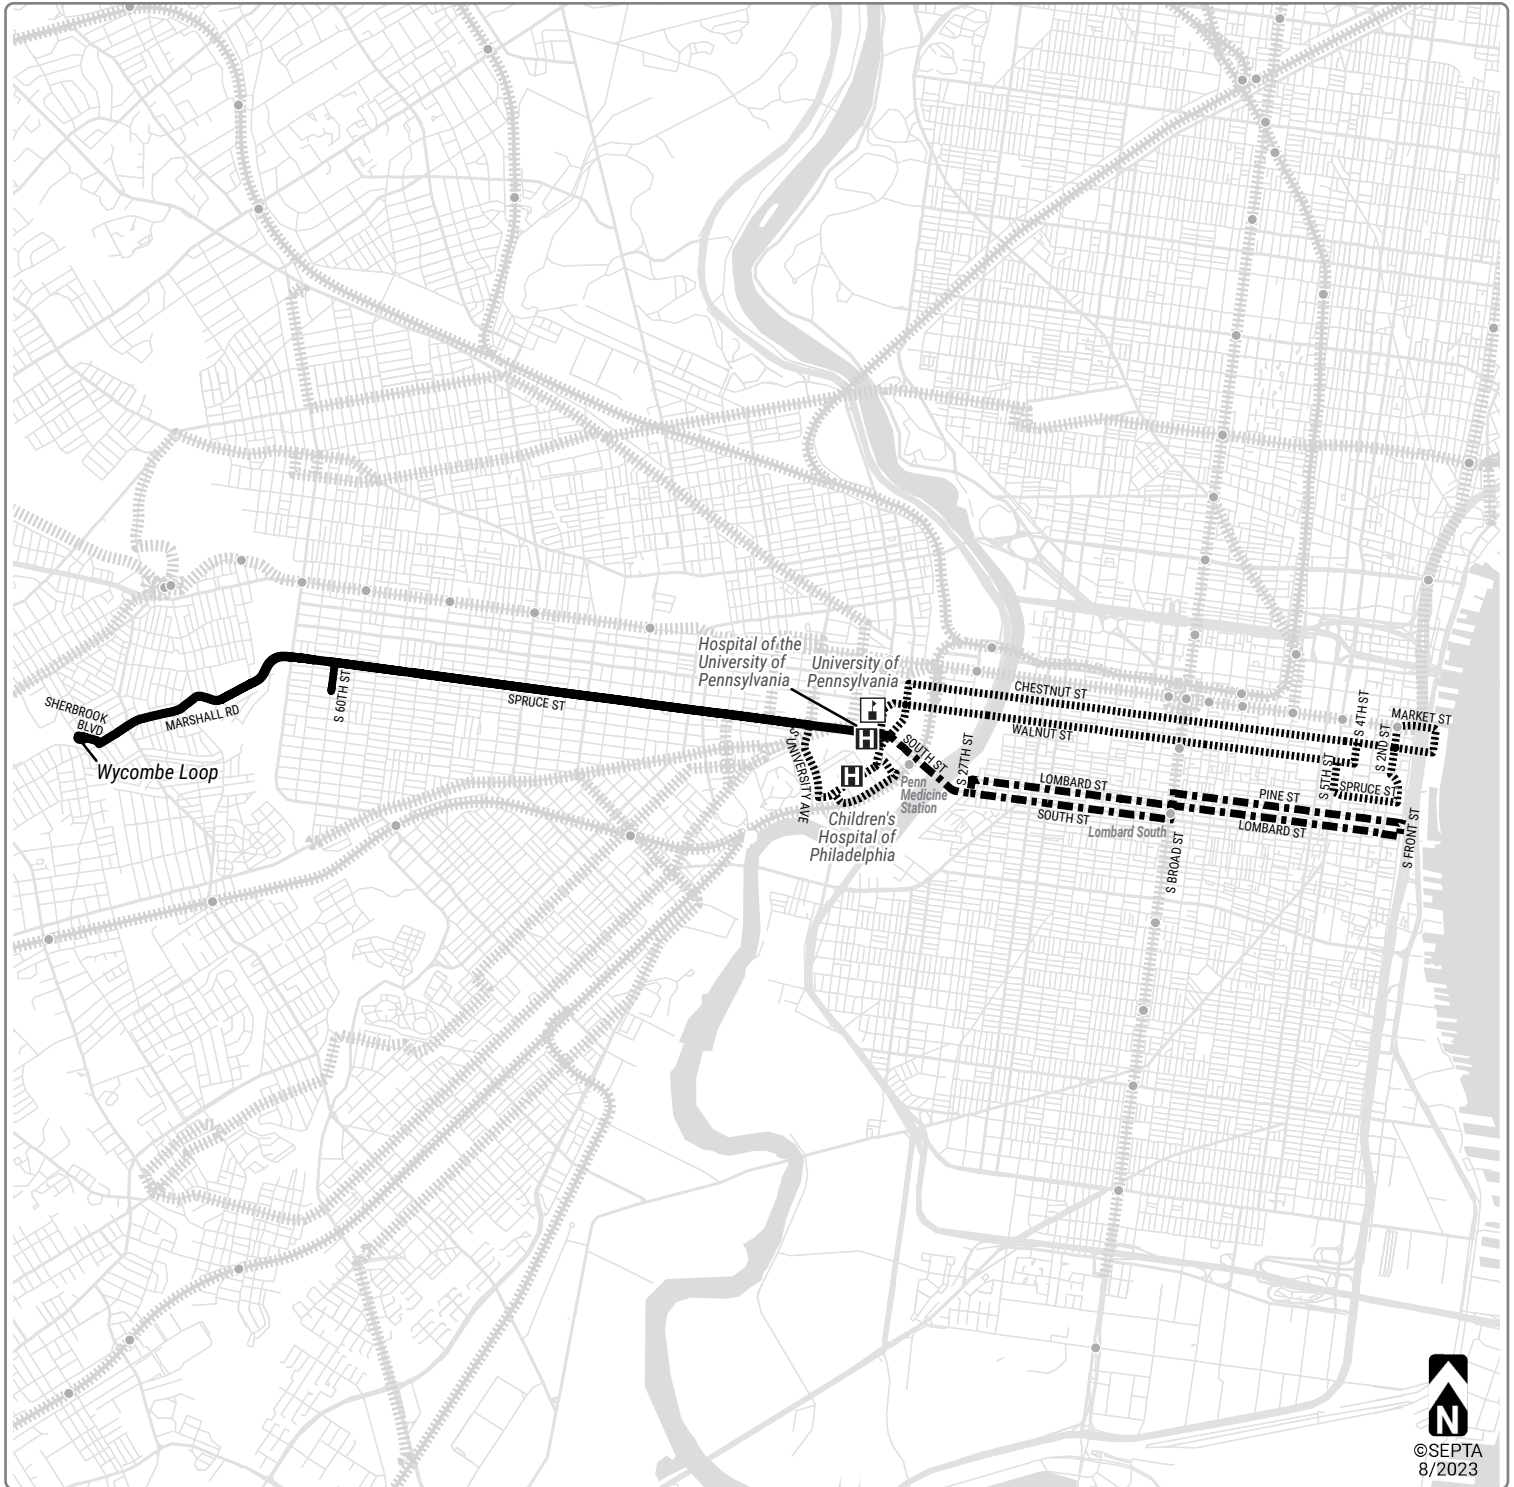 Hospital of the
University of
Pennsylvania
University of
Pennsylvania
CHESTNUT ST
S 4TH ST
MARKET ST
SHERBROOK
BLVD
MARSHALL RD
S 60TH ST
SPRUCE ST
WALNUT ST
S 2ND ST
Wycombe Loop
S UNIVERSITY AVE
H
H
SOUTH ST
S 27TH ST
Penn
Medicine
Station
LOMBARD ST
SOUTH ST
Lombard South
S 5TH ST
SPRUCE ST
PINE ST
LOMBARD ST
S FRONT ST
S BROAD ST
Children's
Hospital of
Philadelphia
N
©SEPTA
8/2023